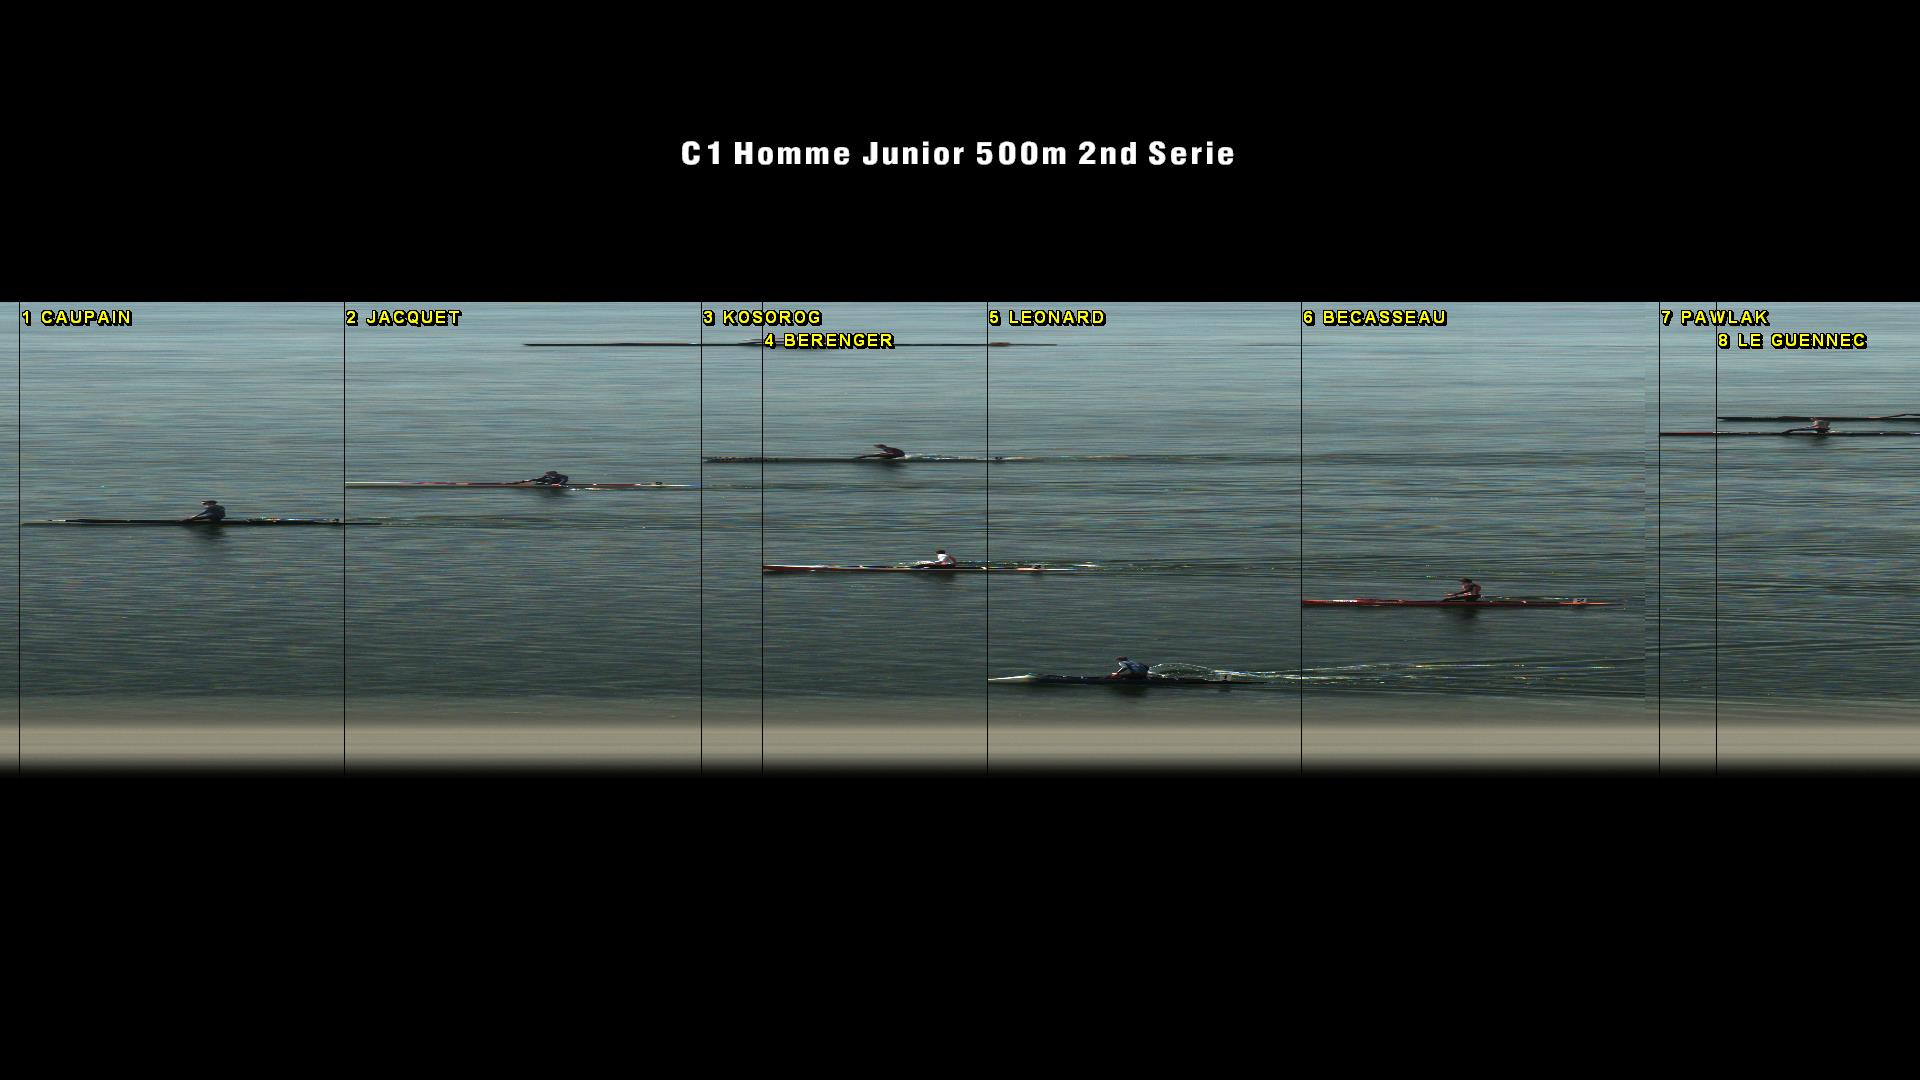 C1 Homme Junior 500m 2nd Serie
1 CAUPAIN
2 JACQUET
3 KOSOROG
4 BERENGER
5 LEONARD
6 BECASSEAU
7 PAWLAK
8 LE GUENNEC